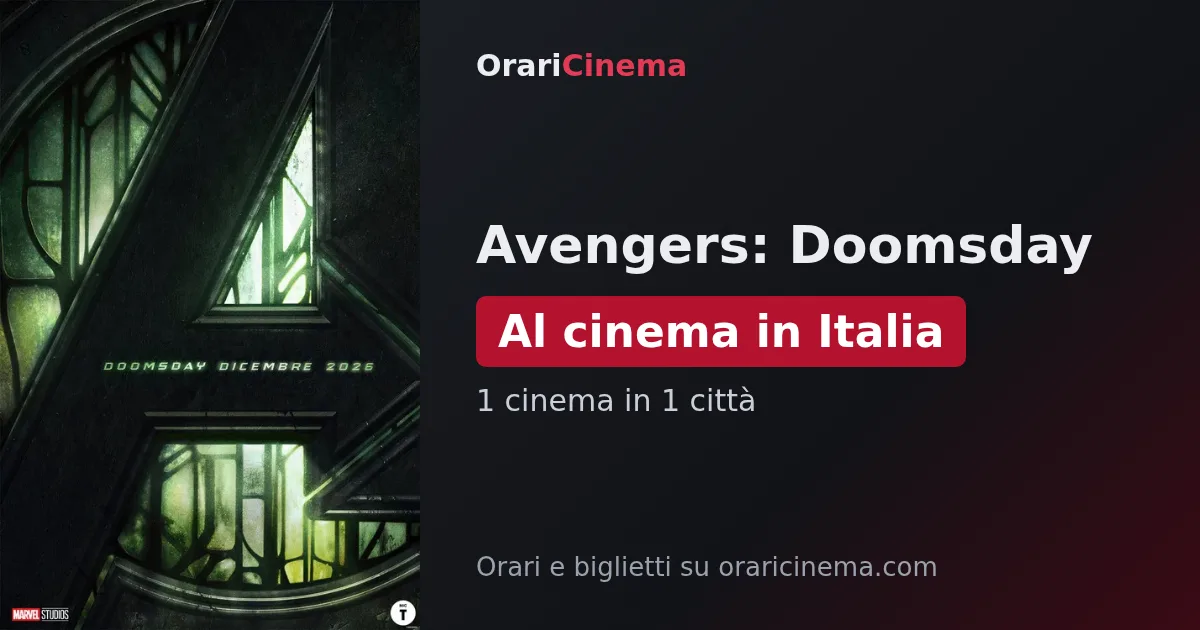 OrariCinema
Avengers: Doomsday
Al cinema in Italia
1 cinema in 1 città
Orari e biglietti su oraricinema.com
DOOMSDAY DICEMBRE 2026
MARVEL STUDIOS
T